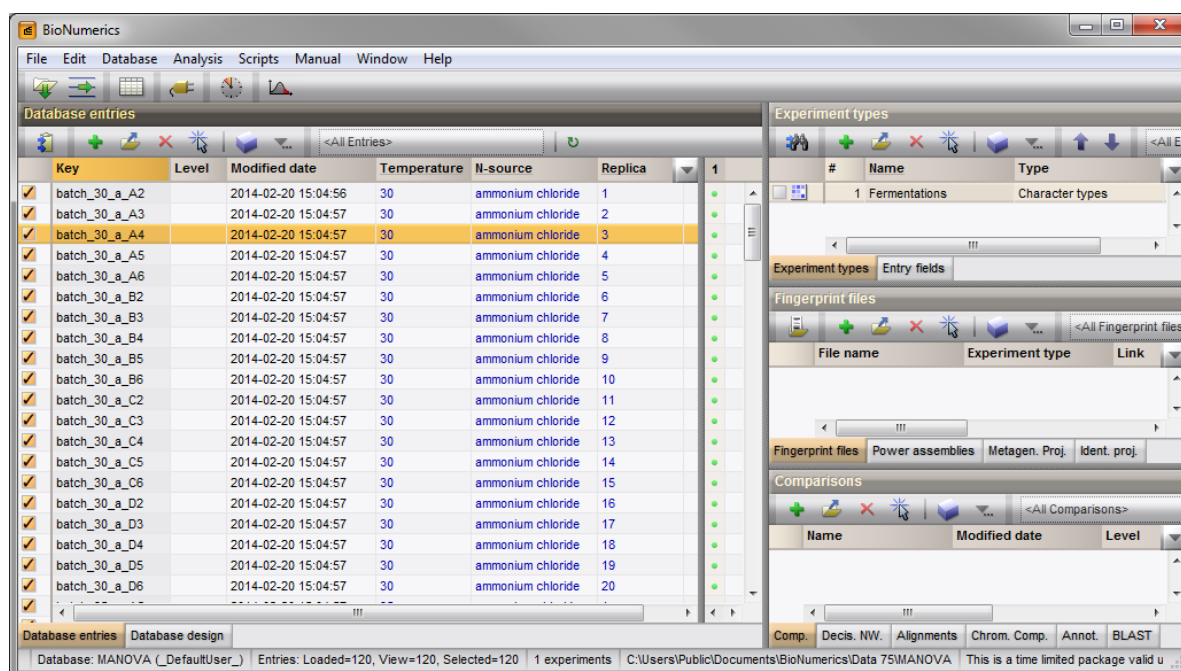 BioNumerics
File Edit Database Analysis Scripts Manual Window Help
Database entries
<All Entries>
Key Level Modified date Temperature N-source Replica 1
batch_30_a_A2 2014-02-20 15:04:56 30 ammonium chloride 1
batch_30_a_A3 2014-02-20 15:04:57 30 ammonium chloride 2
batch_30_a_A4 2014-02-20 15:04:57 30 ammonium chloride 3
batch_30_a_A5 2014-02-20 15:04:57 30 ammonium chloride 4
batch_30_a_A6 2014-02-20 15:04:57 30 ammonium chloride 5
batch_30_a_B2 2014-02-20 15:04:57 30 ammonium chloride 6
batch_30_a_B3 2014-02-20 15:04:57 30 ammonium chloride 7
batch_30_a_B4 2014-02-20 15:04:57 30 ammonium chloride 8
batch_30_a_B5 2014-02-20 15:04:57 30 ammonium chloride 9
batch_30_a_B6 2014-02-20 15:04:57 30 ammonium chloride 10
batch_30_a_C2 2014-02-20 15:04:57 30 ammonium chloride 11
batch_30_a_C3 2014-02-20 15:04:57 30 ammonium chloride 12
batch_30_a_C4 2014-02-20 15:04:57 30 ammonium chloride 13
batch_30_a_C5 2014-02-20 15:04:57 30 ammonium chloride 14
batch_30_a_C6 2014-02-20 15:04:57 30 ammonium chloride 15
batch_30_a_D2 2014-02-20 15:04:57 30 ammonium chloride 16
batch_30_a_D3 2014-02-20 15:04:57 30 ammonium chloride 17
batch_30_a_D4 2014-02-20 15:04:57 30 ammonium chloride 18
batch_30_a_D5 2014-02-20 15:04:57 30 ammonium chloride 19
batch_30_a_D6 2014-02-20 15:04:57 30 ammonium chloride 20
Database entries Database design
Experiment types
<All E
# Name Type
1 Fermentations Character types
Experiment types Entry fields
Fingerprint files
<All Fingerprint files
File name Experiment type Link
Fingerprint files Power assemblies Metagen. Proj. Ident. proj.
Comparisons
<All Comparisons>
Name Modified date Level
Comp. Decis. NW. Alignments Chrom. Comp. Annot. BLAST
Database: MANOVA (_DefaultUser_) Entries: Loaded=120, View=120, Selected=120 1 experiments C:\Users\Public\Documents\BioNumerics\Data 75\MANOVA This is a time limited package valid u